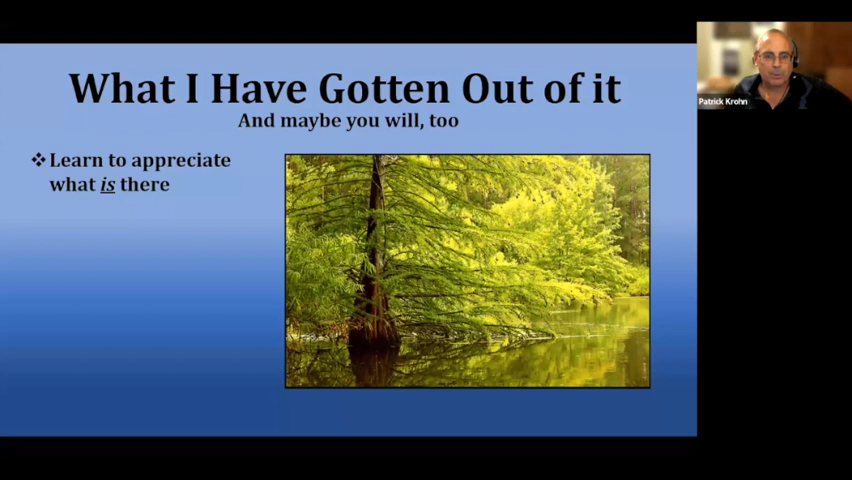 What I Have Gotten Out of it
And maybe you will, too
❖Learn to appreciate
what is there
Patrick Krohn